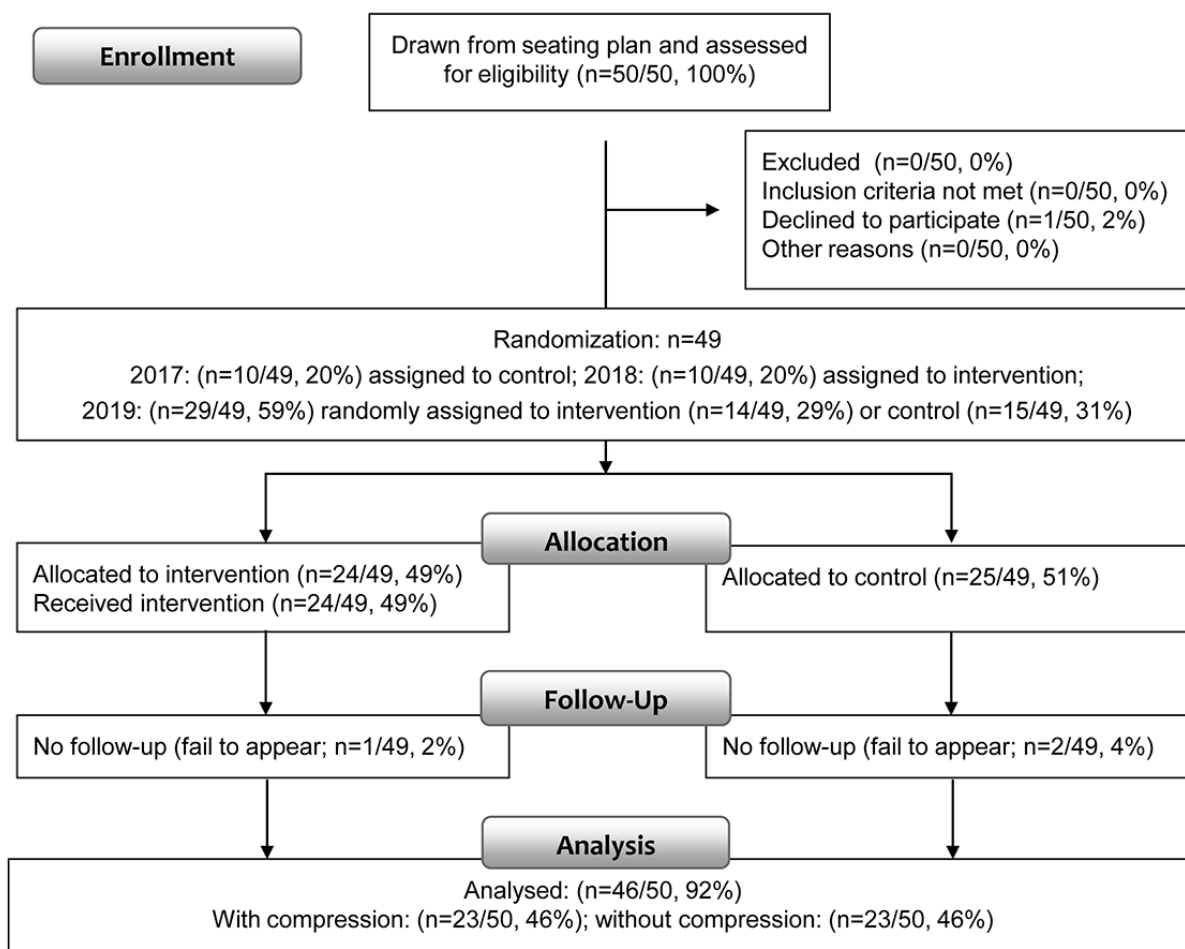 Enrollment
Drawn from seating plan and assessed
for eligibility (n=50/50, 100%)
Excluded  (n=0/50, 0%)
Inclusion criteria not met (n=0/50, 0%)
Declined to participate (n=1/50, 2%)
Other reasons (n=0/50, 0%)
Randomization: n=49
2017: (n=10/49, 20%) assigned to control; 2018: (n=10/49, 20%) assigned to intervention;
2019: (n=29/49, 59%) randomly assigned to intervention (n=14/49, 29%) or control (n=15/49, 31%)
Allocation
Allocated to intervention (n=24/49, 49%)
Received intervention (n=24/49, 49%)
Allocated to control (n=25/49, 51%)
Follow-Up
No follow-up (fail to appear; n=1/49, 2%)
No follow-up (fail to appear; n=2/49, 4%)
Analysis
Analysed: (n=46/50, 92%)
With compression: (n=23/50, 46%); without compression: (n=23/50, 46%)